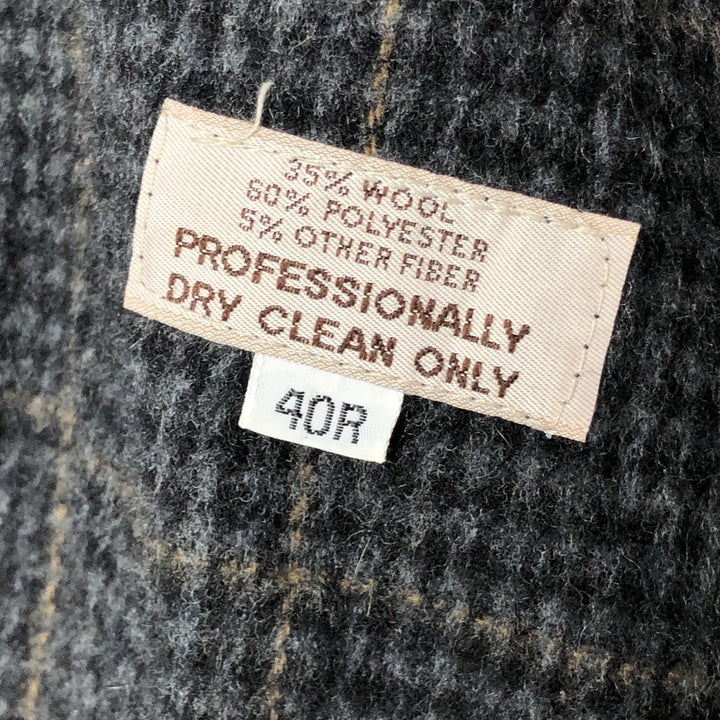 35% WOOL
60% POLYESTER
5% OTHER FIBER
PROFESSIONALLY
DRY CLEAN ONLY
40R